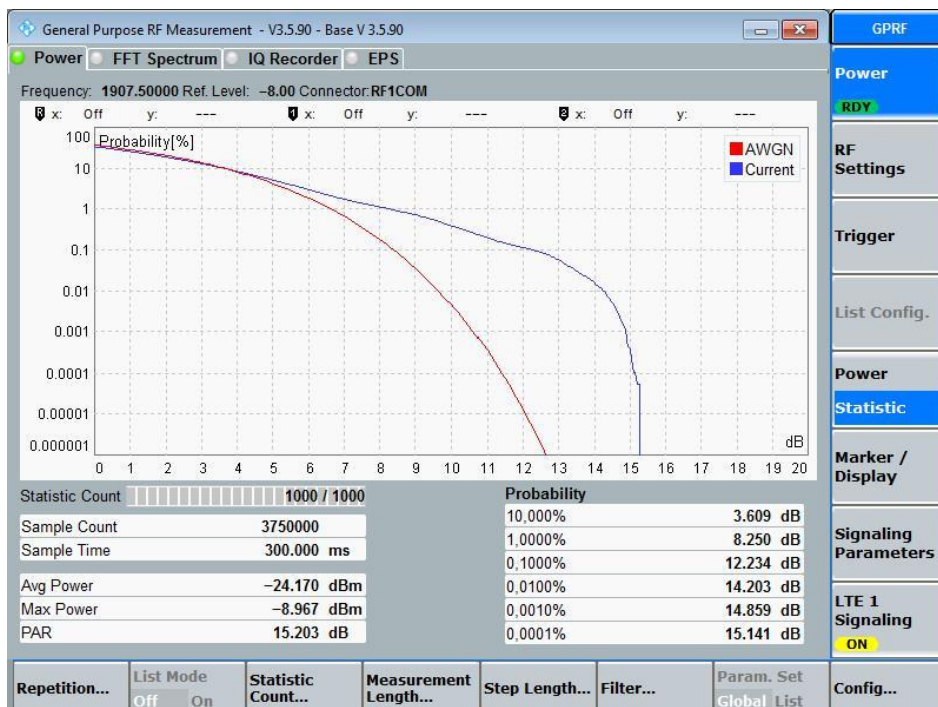 General Purpose RF Measurement - V3.5.90 - Base V 3.5.90
GPRF
Power FFT Spectrum IQ Recorder EPS
Frequency: 1907.50000 Ref. Level: −8.00 Connector:RF1COM
R x: Off y: --- 1 x: Off y: --- 2 x: Off y: ---
Probability[%]
AWGN
Current
100
10
1
0.1
0.01
0.001
0.0001
0.00001
0.000001
dB
0 1 2 3 4 5 6 7 8 9 10 11 12 13 14 15 16 17 18 19 20
Statistic Count 1000 / 1000
Sample Count 3750000
Sample Time 300.000 ms
Avg Power −24.170 dBm
Max Power −8.967 dBm
PAR 15.203 dB
Probability
10,000% 3.609 dB
1,0000% 8.250 dB
0,1000% 12.234 dB
0,0100% 14.203 dB
0,0010% 14.859 dB
0,0001% 15.141 dB
Power
RDY
RF
Settings
Trigger
List Config.
Power
Statistic
Marker /
Display
Signaling
Parameters
LTE 1
Signaling
ON
Repetition...
List Mode
Off On
Statistic
Count...
Measurement
Length...
Step Length...
Filter...
Param. Set
Global List
Config...